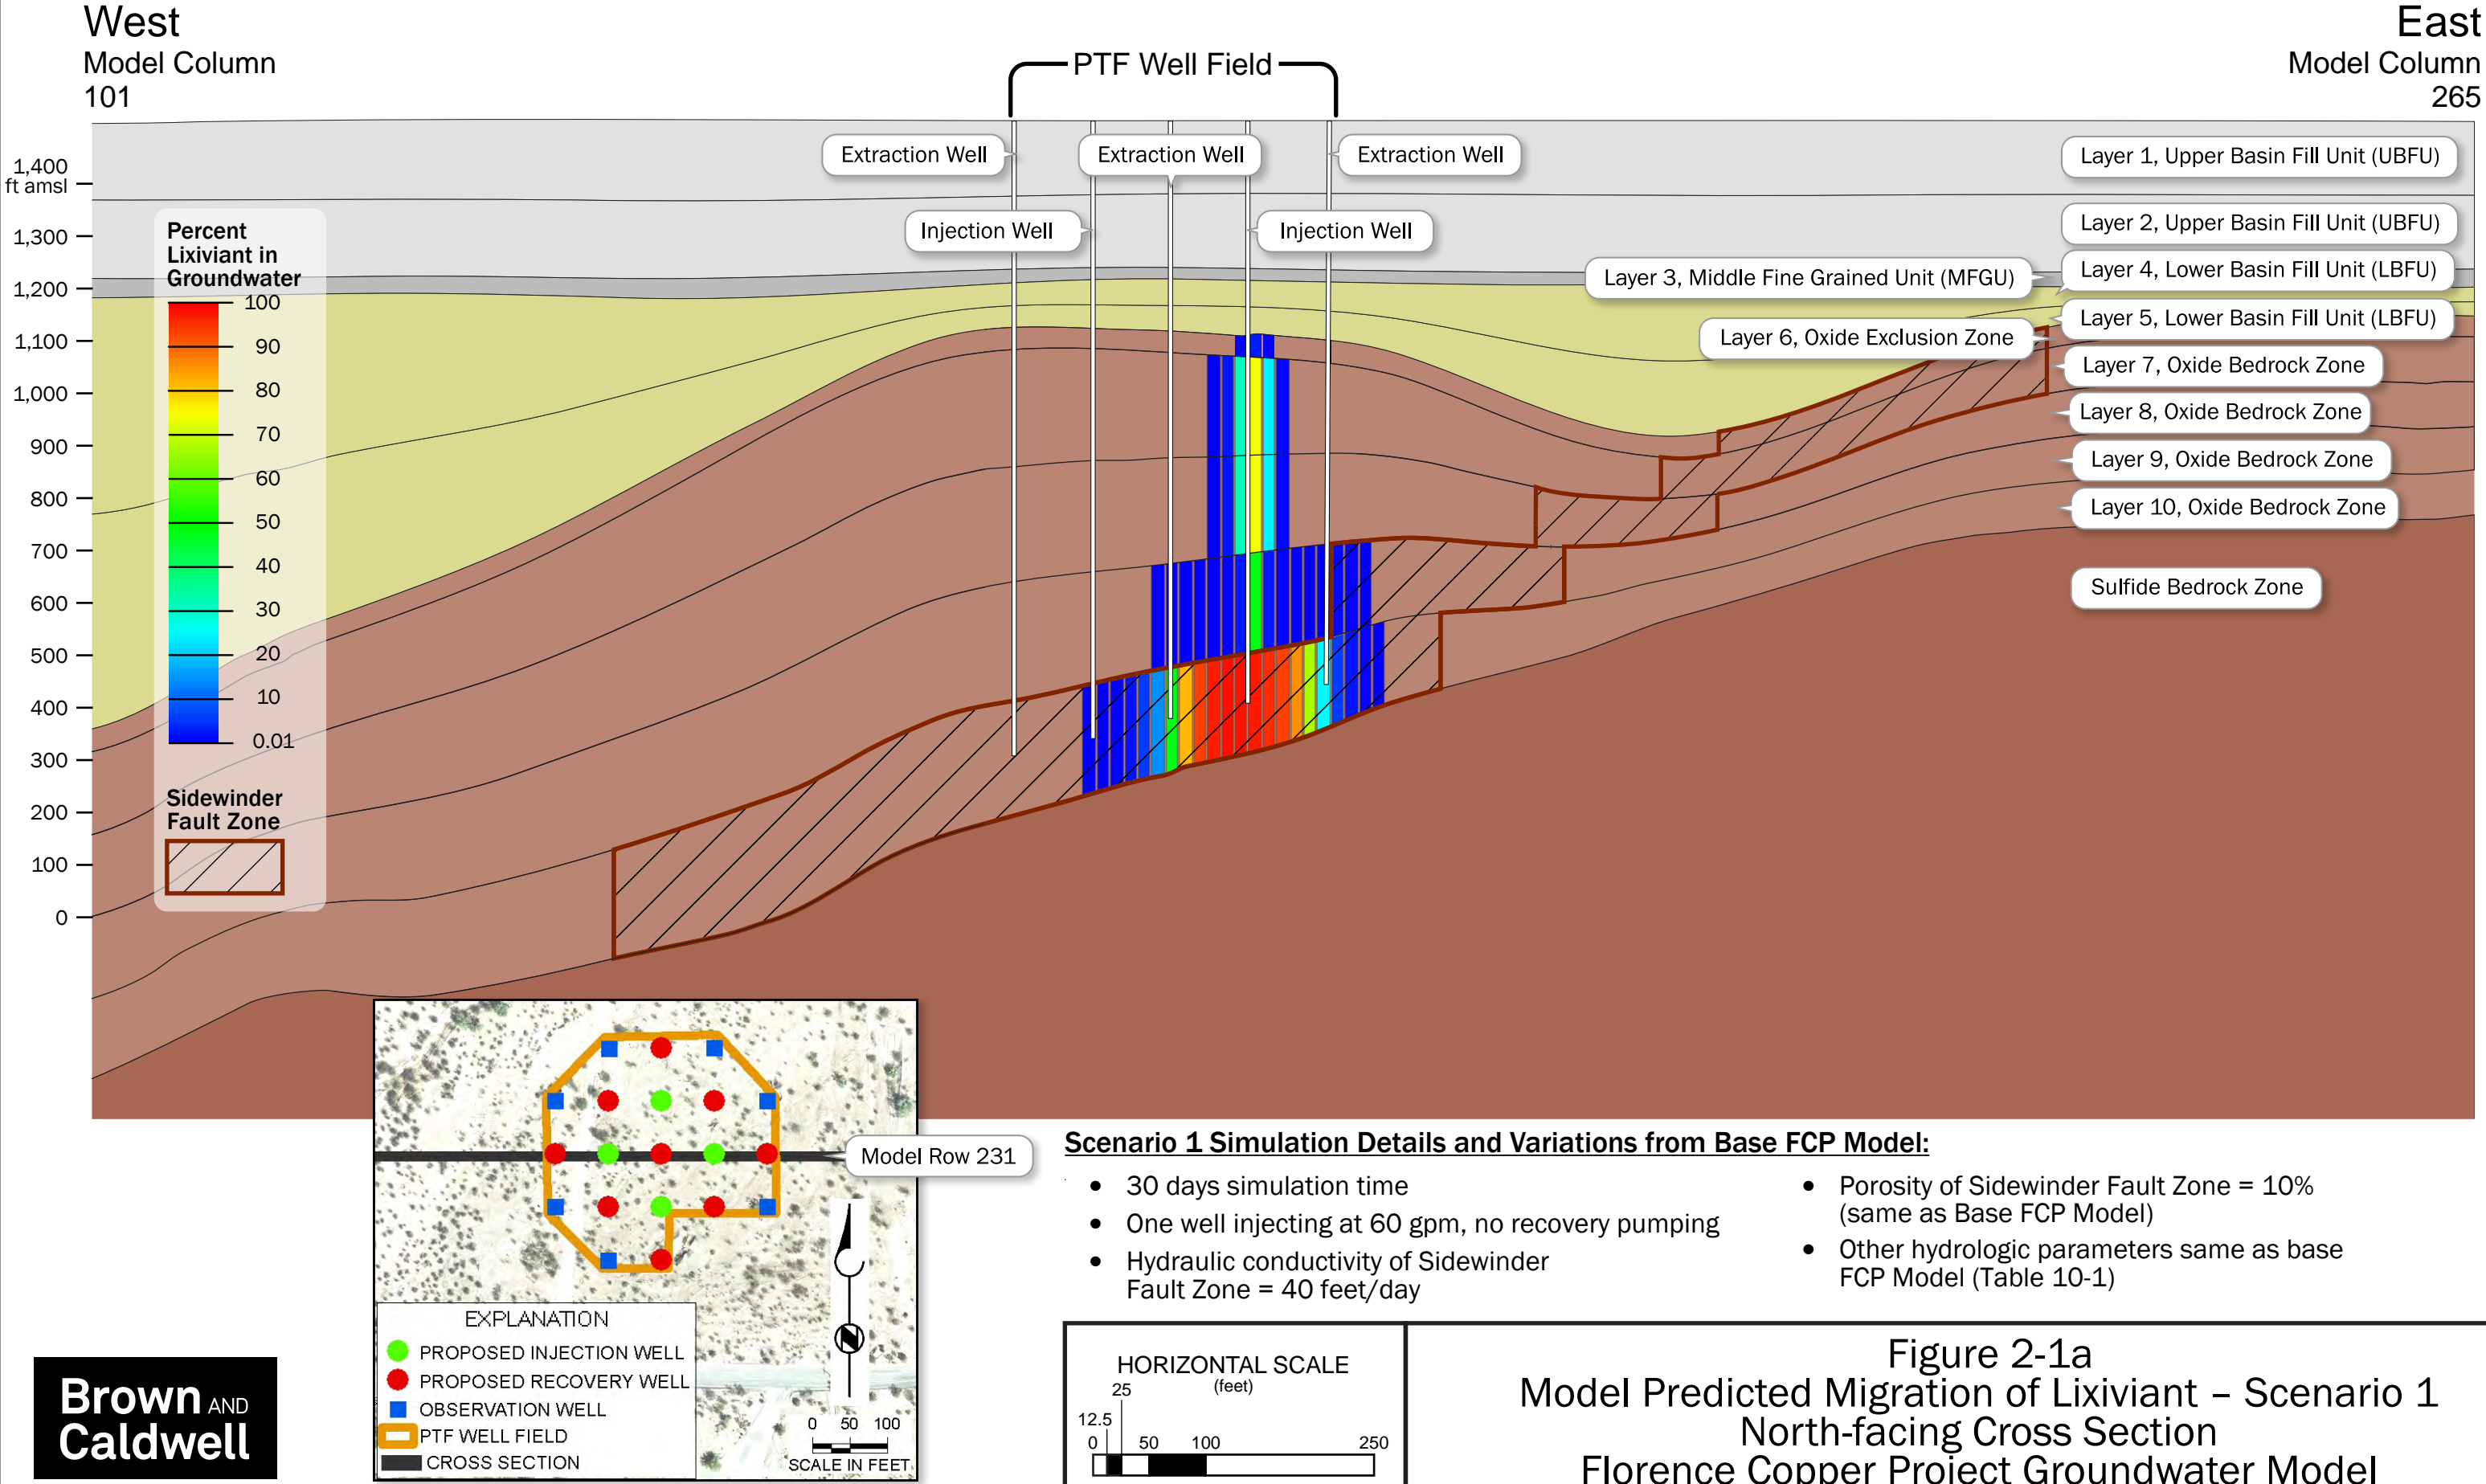 West
Model Column
101
East
Model Column
265
PTF Well Field
Extraction Well
Extraction Well
Extraction Well
Injection Well
Injection Well
Layer 1, Upper Basin Fill Unit (UBFU)
Layer 2, Upper Basin Fill Unit (UBFU)
Layer 3, Middle Fine Grained Unit (MFGU)
Layer 4, Lower Basin Fill Unit (LBFU)
Layer 5, Lower Basin Fill Unit (LBFU)
Layer 6, Oxide Exclusion Zone
Layer 7, Oxide Bedrock Zone
Layer 8, Oxide Bedrock Zone
Layer 9, Oxide Bedrock Zone
Layer 10, Oxide Bedrock Zone
Sulfide Bedrock Zone
1,400
ft amsl
1,300
1,200
1,100
1,000
900
800
700
600
500
400
300
200
100
0
Percent
Lixiviant in
Groundwater
100
90
80
70
60
50
40
30
20
10
0.01
Sidewinder
Fault Zone
Model Row 231
EXPLANATION
PROPOSED INJECTION WELL
PROPOSED RECOVERY WELL
OBSERVATION WELL
PTF WELL FIELD
CROSS SECTION
N
0 50 100
SCALE IN FEET
Brown AND
Caldwell
Scenario 1 Simulation Details and Variations from Base FCP Model:
• 30 days simulation time
• One well injecting at 60 gpm, no recovery pumping
• Hydraulic conductivity of Sidewinder
Fault Zone = 40 feet/day
• Porosity of Sidewinder Fault Zone = 10%
(same as Base FCP Model)
• Other hydrologic parameters same as base
FCP Model (Table 10-1)
HORIZONTAL SCALE
(feet)
25
12.5
0 50 100 250
Figure 2-1a
Model Predicted Migration of Lixiviant – Scenario 1
North-facing Cross Section
Florence Copper Project Groundwater Model